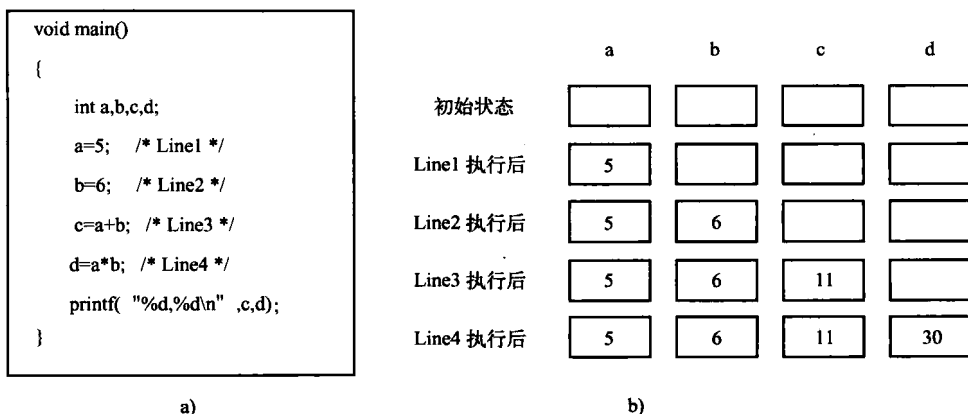 void main()
{
int a,b,c,d;
a=5; /* Line1 */
b=6; /* Line2 */
c=a+b; /* Line3 */
d=a*b; /* Line4 */
printf( "%d,%d\n" ,c,d);
}
a)
a b c d
初始状态
Line1 执行后 5
Line2 执行后 5 6
Line3 执行后 5 6 11
Line4 执行后 5 6 11 30
b)